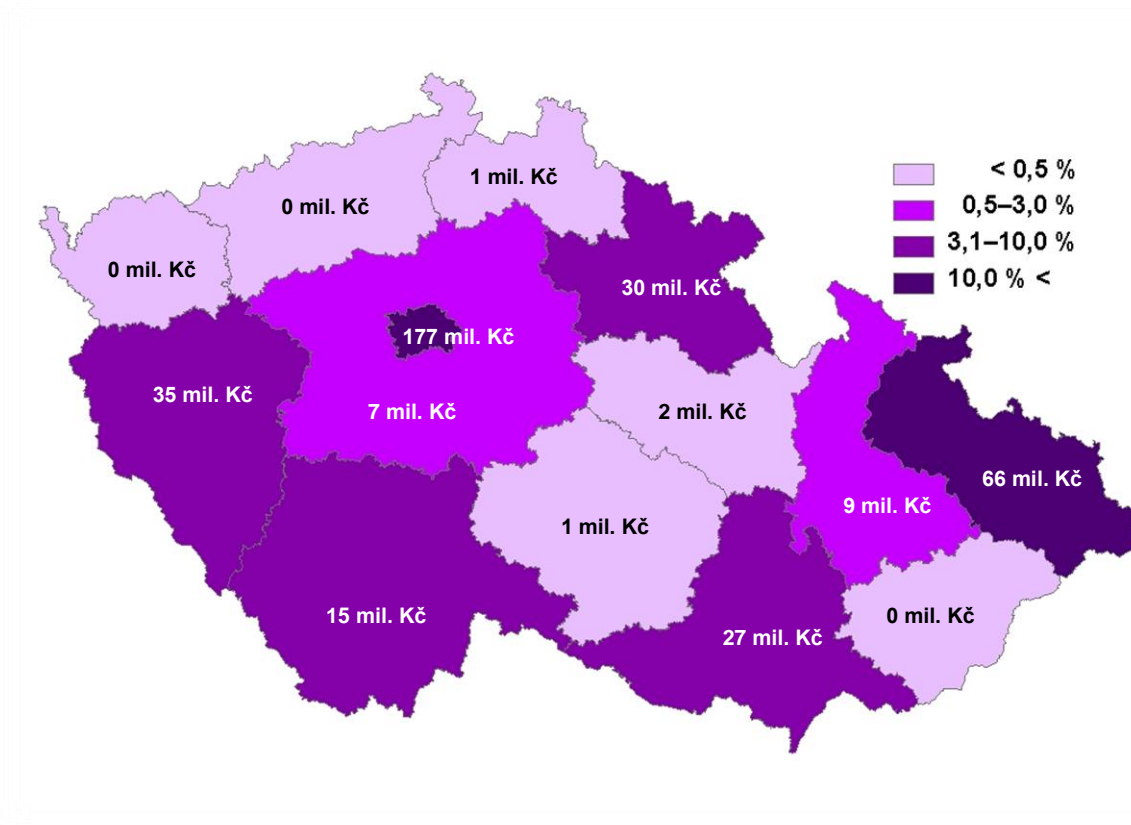 1 mil. Kč
0 mil. Kč
0 mil. Kč
30 mil. Kč
177 mil. Kč
35 mil. Kč
7 mil. Kč
2 mil. Kč
66 mil. Kč
9 mil. Kč
1 mil. Kč
15 mil. Kč
0 mil. Kč
27 mil. Kč
< 0,5 %
0,5–3,0 %
3,1–10,0 %
10,0 % <